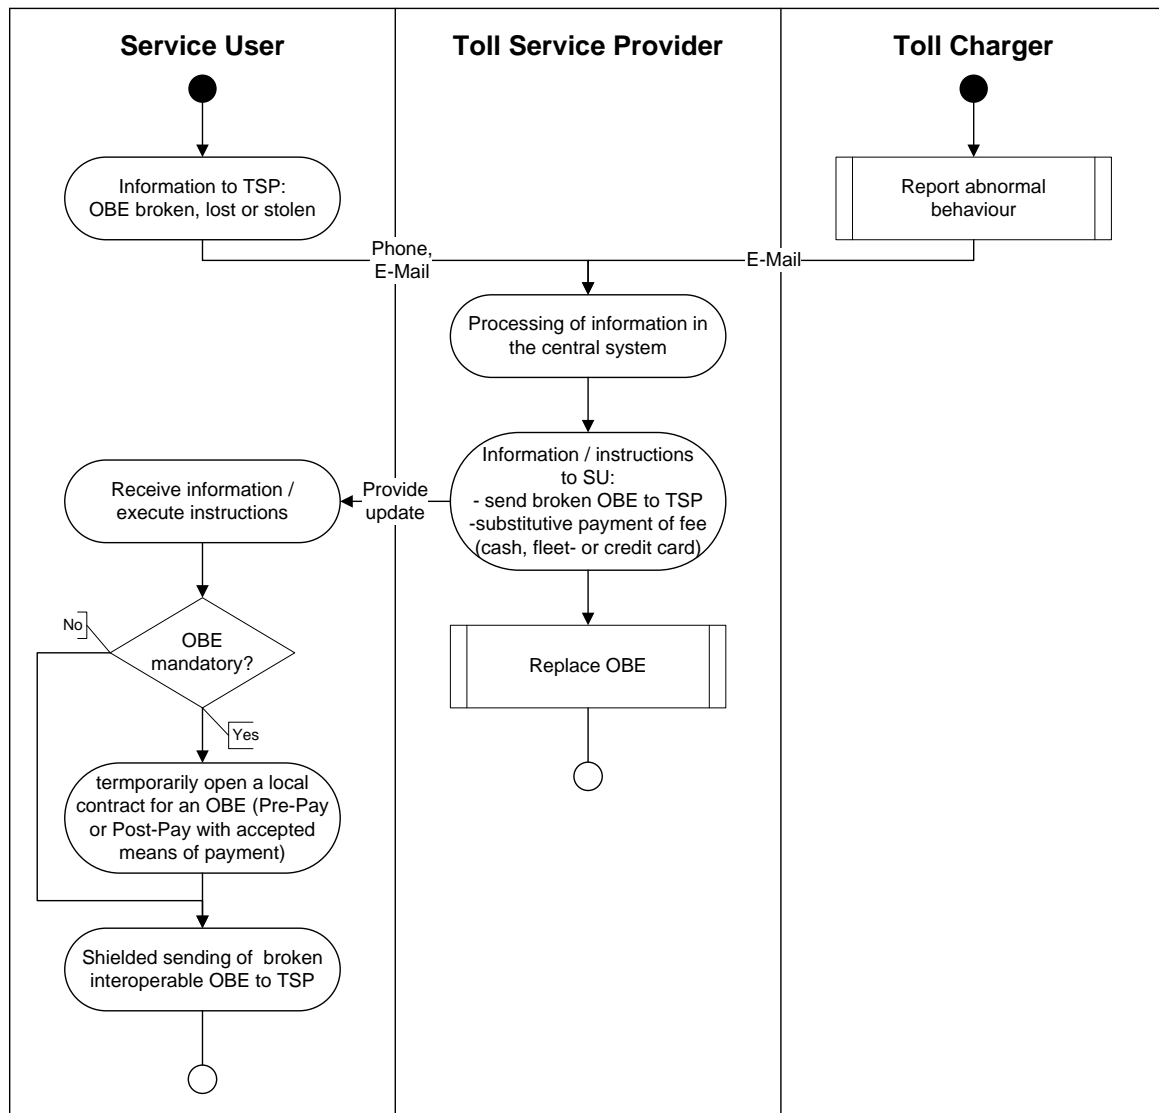 Service User
Toll Service Provider
Toll Charger
Information to TSP:
OBE broken, lost or stolen
Report abnormal
behaviour
Phone,
E-Mail
E-Mail
Processing of information in
the central system
Information / instructions
to SU:
- send broken OBE to TSP
-substitutive payment of fee
(cash, fleet- or credit card)
Provide
update
Receive information /
execute instructions
No
OBE
mandatory?
Yes
Replace OBE
termporarily open a local
contract for an OBE (Pre-Pay
or Post-Pay with accepted
means of payment)
Shielded sending of  broken
interoperable OBE to TSP